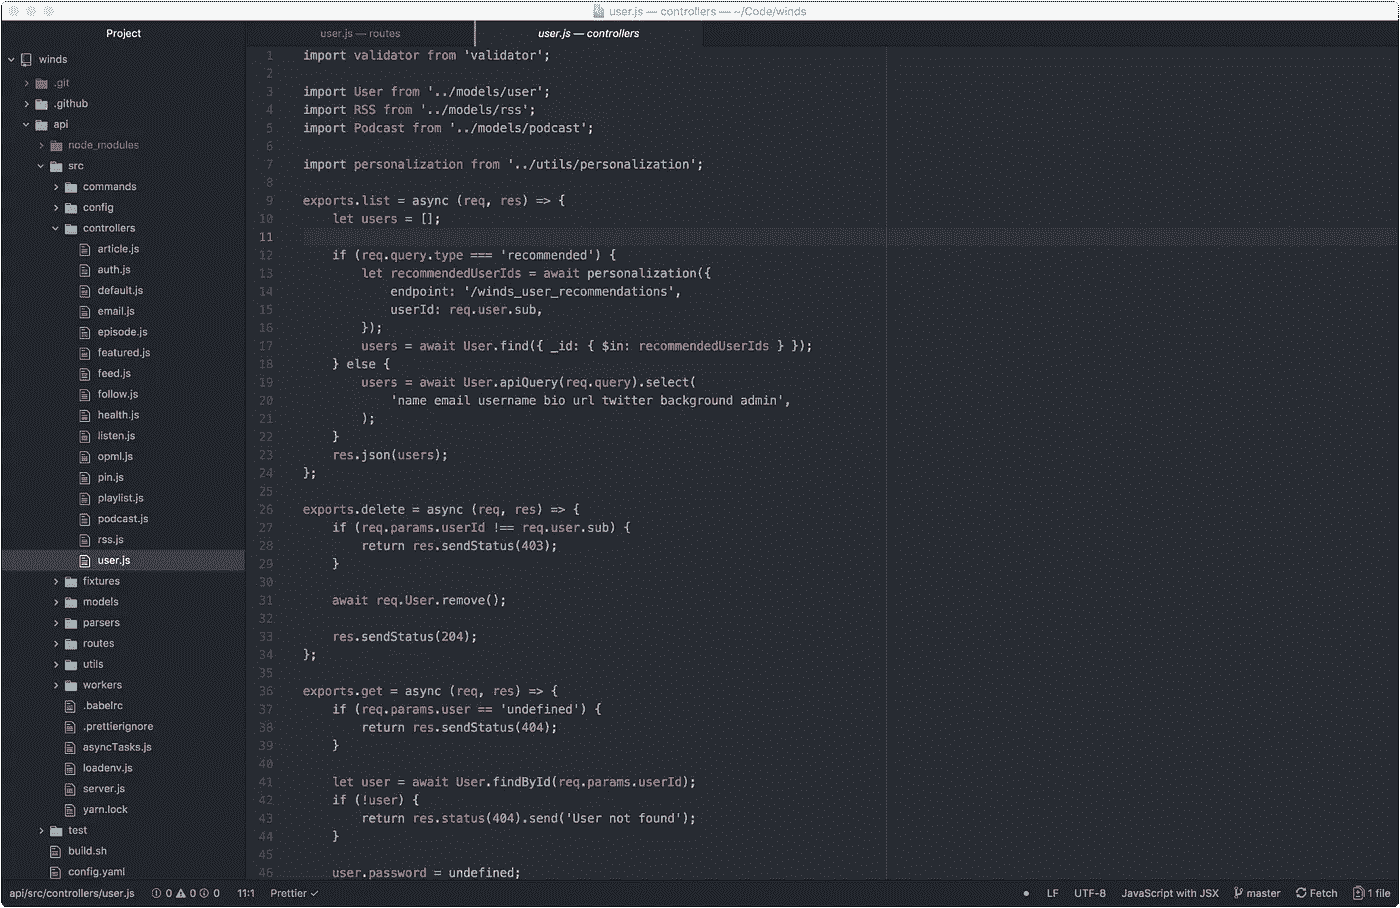 user.js — controllers — ~/Code/winds
Project
user.js — routes
user.js — controllers
winds
.git
.github
api
node_modules
src
commands
config
controllers
article.js
auth.js
default.js
email.js
episode.js
featured.js
feed.js
follow.js
health.js
listen.js
opml.js
pin.js
playlist.js
podcast.js
rss.js
user.js
fixtures
models
parsers
routes
utils
workers
.babelrc
.prettierignore
asyncTasks.js
loadenv.js
server.js
yarn.lock
test
build.sh
config.yaml
1 import validator from 'validator';
2
3 import User from '../models/user';
4 import RSS from '../models/rss';
5 import Podcast from '../models/podcast';
6
7 import personalization from '../utils/personalization';
8
9 exports.list = async (req, res) => {
10 let users = [];
11
12 if (req.query.type === 'recommended') {
13 let recommendedUserIds = await personalization({
14 endpoint: '/winds_user_recommendations',
15 userId: req.user.sub,
16 });
17 users = await User.find({ _id: { $in: recommendedUserIds } });
18 } else {
19 users = await User.apiQuery(req.query).select(
20 'name email username bio url twitter background admin',
21 );
22 }
23 res.json(users);
24 };
25
26 exports.delete = async (req, res) => {
27 if (req.params.userId !== req.user.sub) {
28 return res.sendStatus(403);
29 }
30
31 await req.User.remove();
32
33 res.sendStatus(204);
34 };
35
36 exports.get = async (req, res) => {
37 if (req.params.user == 'undefined') {
38 return res.sendStatus(404);
39 }
40
41 let user = await User.findById(req.params.userId);
42 if (!user) {
43 return res.status(404).send('User not found');
44 }
45
46 user.password = undefined;
api/src/controllers/user.js 0 0 0 11:1 Prettier ✓ LF UTF-8 JavaScript with JSX master Fetch 1 file